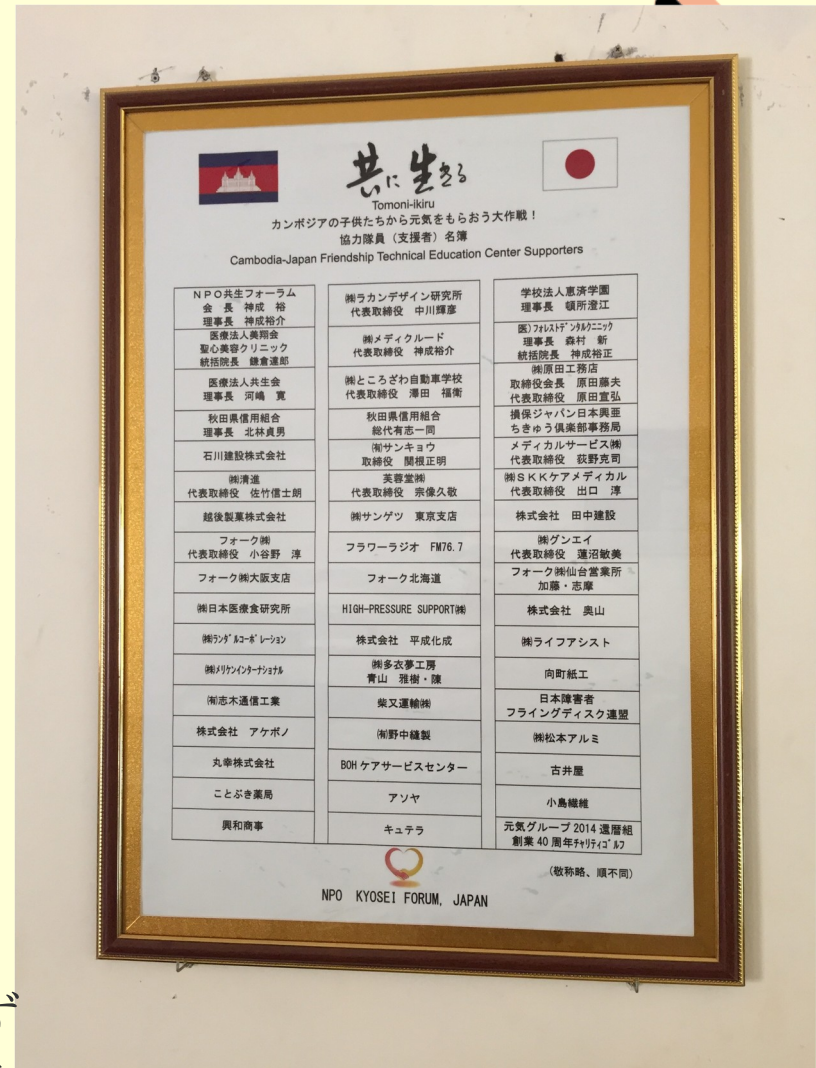 共に生きる
Tomoni-ikiru
カンボジアの子供たちから元気をもらおう大作戦！
協力隊員（支援者）名簿
Cambodia-Japan Friendship Technical Education Center Supporters
ＮＰＯ共生フォーラム
会　長　神成　裕
理事長　神成裕介
医療法人美翔会
聖心美容クリニック
統括院長　鎌倉達郎
医療法人共生会
理事長　河嶋　寛
秋田県信用組合
理事長　北林貞男
石川建設株式会社
㈱清進
代表取締役　佐竹信士朗
越後製菓株式会社
フォーク㈱
代表取締役　小谷野　淳
フォーク㈱大阪支店
㈱日本医療食研究所
㈱ﾗﾝﾀﾞﾙｺｰﾎﾟﾚｰｼｮﾝ
㈱ﾒﾘｹﾝｲﾝﾀｰﾅｼｮﾅﾙ
㈲志木通信工業
株式会社　アケボノ
丸幸株式会社
ことぶき薬局
興和商事
㈱ラカンデザイン研究所
代表取締役　中川輝彦
㈱メディクルード
代表取締役　神成裕介
㈱ところざわ自動車学校
代表取締役　澤田　福衛
秋田県信用組合
総代有志一同
㈲サンキョウ
取締役　関根正明
芙蓉堂㈱
代表取締役　宗像久敬
㈱サンゲツ　東京支店
フラワーラジオ　FM76.7
フォーク北海道
HIGH-PRESSURE SUPPORT㈱
株式会社　平成化成
㈱多衣夢工房
青山　雅樹・陳
柴又運輸㈱
㈲野中縫製
BOHケアサービスセンター
アソヤ
キュテラ
学校法人恵済学園
理事長　頓所澄江
医)ﾌｫﾚｽﾄﾃﾞﾝﾀﾙｸﾆﾆｯｸ
理事長　森村　新
統括院長　神成裕正
㈱原田工務店
取締役会長　原田藤夫
代表取締役　原田宣弘
損保ジャパン日本興亜
ちきゅう倶楽部事務局
メディカルサービス㈱
代表取締役　荻野克司
㈱ＳＫＫケアメディカル
代表取締役　出口　淳
株式会社　田中建設
㈱グンエイ
代表取締役　蓮沼敏美
フォーク㈱仙台営業所
加藤・志摩
株式会社　奥山
㈱ライフアシスト
向町紙工
日本障害者
フライングディスク連盟
㈱松本アルミ
古井屋
小島繊維
元気グループ2014還暦組
創業40周年ﾁｬﾘﾃｨｺﾞﾙﾌ
（敬称略、順不同）
NPO　KYOSEI FORUM, JAPAN
ド